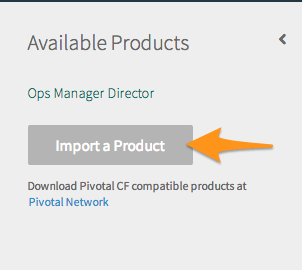 Available Products
Ops Manager Director
Import a Product
Download Pivotal CF compatible products at
Pivotal Network